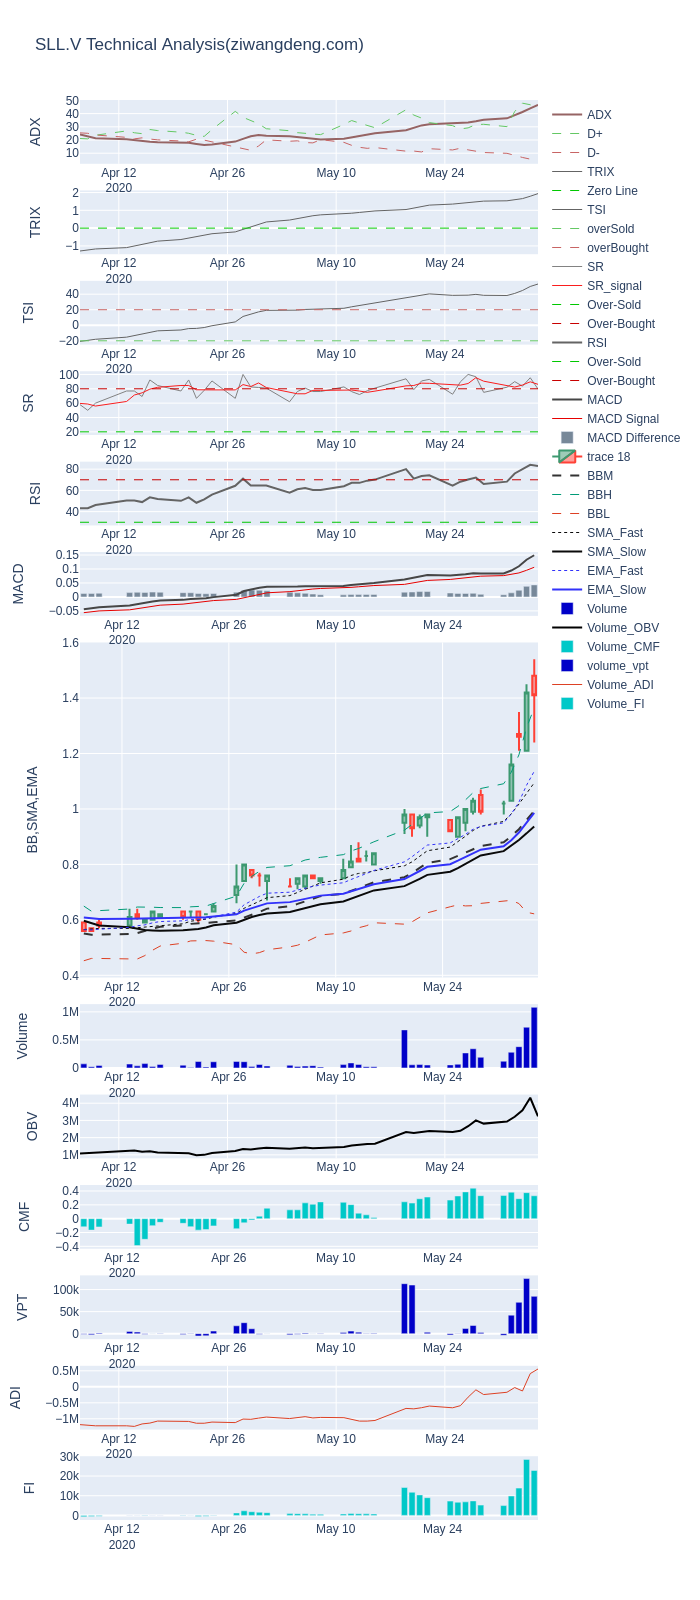 SLL.V Technical Analysis(ziwangdeng.com)
ADX
50
40
30
20
10
Apr 12
2020
Apr 26
May 10
May 24
TRIX
2
1
0
−1
Apr 12
2020
Apr 26
May 10
May 24
TSI
40
20
0
−20
Apr 12
2020
Apr 26
May 10
May 24
SR
100
80
60
40
20
Apr 12
2020
Apr 26
May 10
May 24
RSI
80
60
40
Apr 12
2020
Apr 26
May 10
May 24
MACD
0.15
0.1
0.05
0
−0.05
Apr 12
2020
Apr 26
May 10
May 24
BB,SMA,EMA
1.6
1.4
1.2
1
0.8
0.6
0.4
Apr 12
2020
Apr 26
May 10
May 24
Volume
1M
0.5M
0
Apr 12
2020
Apr 26
May 10
May 24
OBV
4M
3M
2M
1M
Apr 12
2020
Apr 26
May 10
May 24
CMF
0.4
0.2
0
−0.2
−0.4
Apr 12
2020
Apr 26
May 10
May 24
VPT
100k
50k
0
Apr 12
2020
Apr 26
May 10
May 24
ADI
0.5M
0
−0.5M
−1M
Apr 12
2020
Apr 26
May 10
May 24
FI
30k
20k
10k
0
Apr 12
2020
Apr 26
May 10
May 24
ADX
D+
D-
TRIX
Zero Line
TSI
overSold
overBought
SR
SR_signal
Over-Sold
Over-Bought
RSI
Over-Sold
Over-Bought
MACD
MACD Signal
MACD Difference
trace 18
BBM
BBH
BBL
SMA_Fast
SMA_Slow
EMA_Fast
EMA_Slow
Volume
Volume_OBV
Volume_CMF
volume_vpt
Volume_ADI
Volume_FI